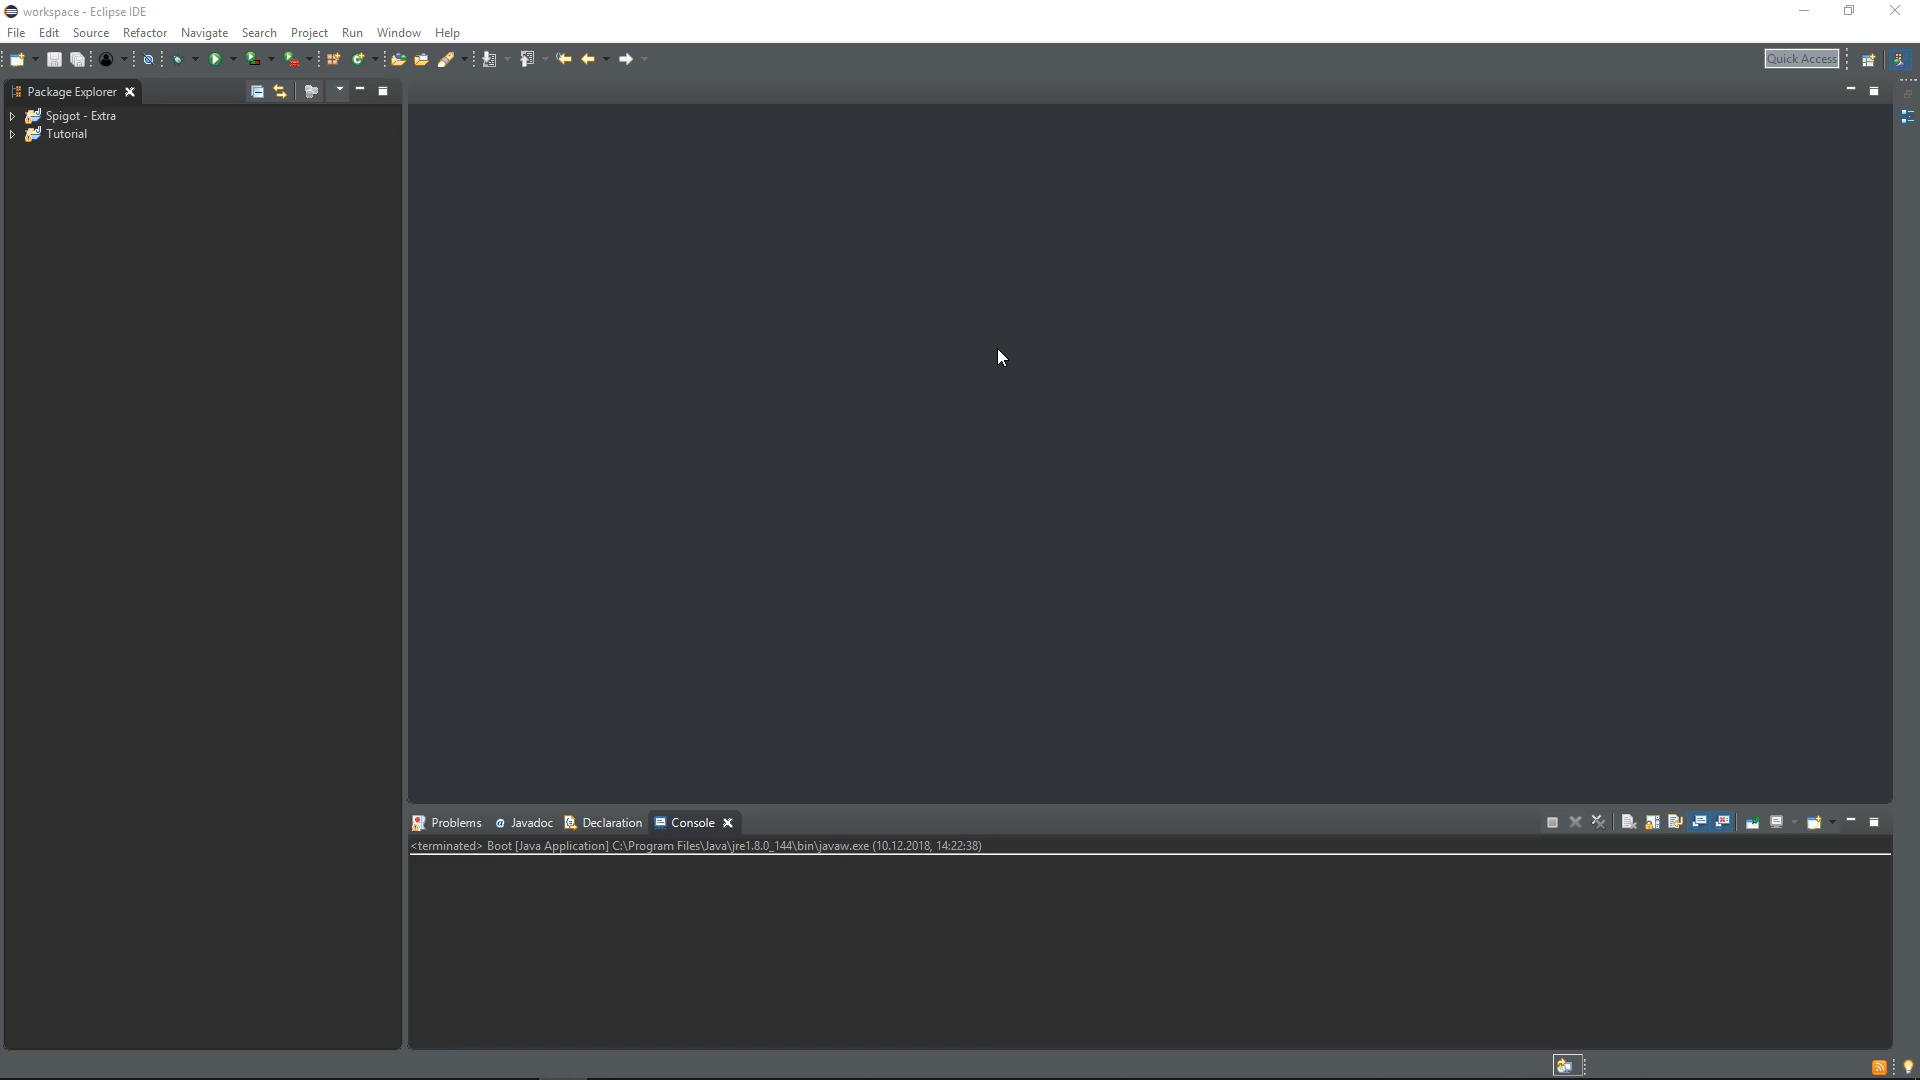 workspace - Eclipse IDE
File Edit Source Refactor Navigate Search Project Run Window Help
Quick Access
Package Explorer
Spigot - Extra
Tutorial
Problems Javadoc Declaration Console
<terminated> Boot [Java Application] C:\Program Files\Java\jre1.8.0_144\bin\javaw.exe (10.12.2018, 14:22:38)